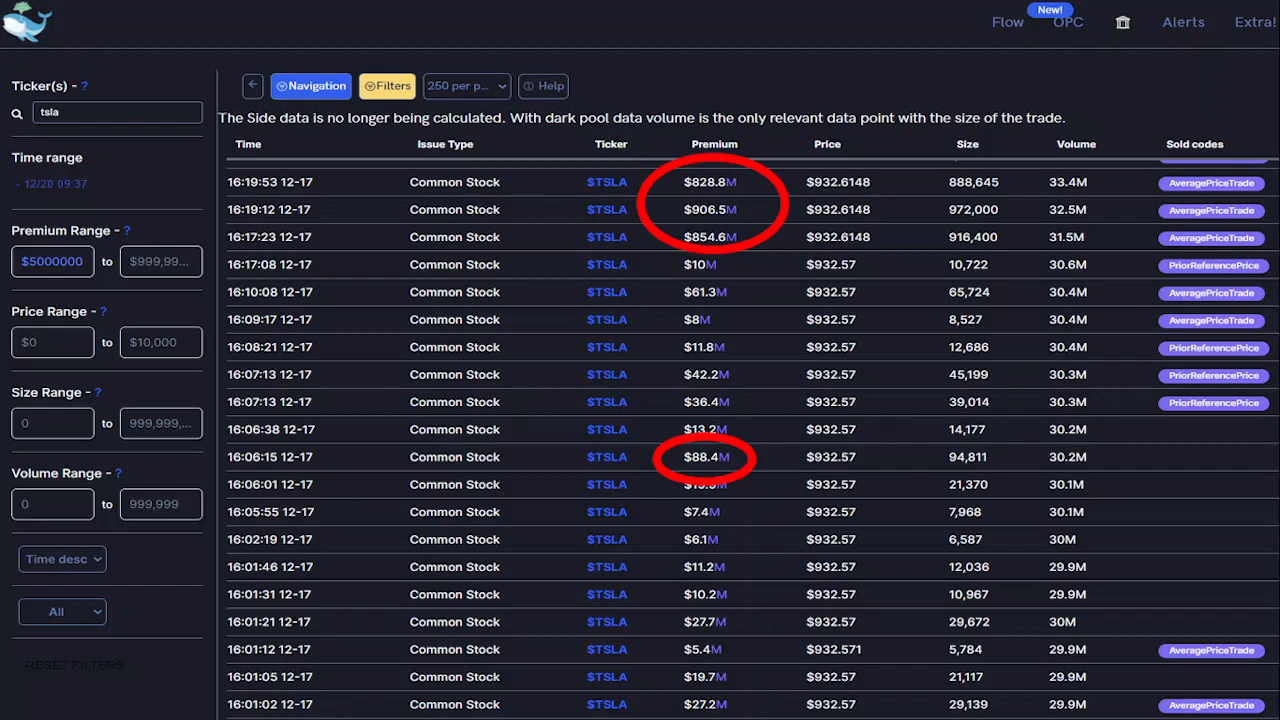 New!
Flow OPC Alerts Extra!
Ticker(s) - ?
tsla
Time range
- 12/20 09:37
Premium Range - ?
$5000000 to $999,99...
Price Range - ?
$0 to $10,000
Size Range - ?
0 to 999,999,...
Volume Range - ?
0 to 999,999
Time desc
All
RESET FILTERS
Navigation Filters 250 per p... Help
The Side data is no longer being calculated. With dark pool data volume is the only relevant data point with the size of the trade.
Time Issue Type Ticker Premium Price Size Volume Sold codes
16:19:53 12-17 Common Stock $TSLA $828.8M $932.6148 888,645 33.4M AveragePriceTrade
16:19:12 12-17 Common Stock $TSLA $906.5M $932.6148 972,000 32.5M AveragePriceTrade
16:17:23 12-17 Common Stock $TSLA $854.6M $932.6148 916,400 31.5M AveragePriceTrade
16:17:08 12-17 Common Stock $TSLA $10M $932.57 10,722 30.6M PriorReferencePrice
16:10:08 12-17 Common Stock $TSLA $61.3M $932.57 65,724 30.4M AveragePriceTrade
16:09:17 12-17 Common Stock $TSLA $8M $932.57 8,527 30.4M AveragePriceTrade
16:08:21 12-17 Common Stock $TSLA $11.8M $932.57 12,686 30.4M PriorReferencePrice
16:07:13 12-17 Common Stock $TSLA $42.2M $932.57 45,199 30.3M PriorReferencePrice
16:07:13 12-17 Common Stock $TSLA $36.4M $932.57 39,014 30.3M PriorReferencePrice
16:06:38 12-17 Common Stock $TSLA $13.2M $932.57 14,177 30.2M
16:06:15 12-17 Common Stock $TSLA $88.4M $932.57 94,811 30.2M
16:06:01 12-17 Common Stock $TSLA $932.57 21,370 30.1M
16:05:55 12-17 Common Stock $TSLA $7.4M $932.57 7,968 30.1M
16:02:19 12-17 Common Stock $TSLA $6.1M $932.57 6,587 30M
16:01:46 12-17 Common Stock $TSLA $11.2M $932.57 12,036 29.9M
16:01:31 12-17 Common Stock $TSLA $10.2M $932.57 10,967 29.9M
16:01:21 12-17 Common Stock $TSLA $27.7M $932.57 29,672 30M
16:01:12 12-17 Common Stock $TSLA $5.4M $932.571 5,784 29.9M AveragePriceTrade
16:01:05 12-17 Common Stock $TSLA $19.7M $932.57 21,117 29.9M
16:01:02 12-17 Common Stock $TSLA $27.2M $932.57 29,139 29.9M AveragePriceTrade